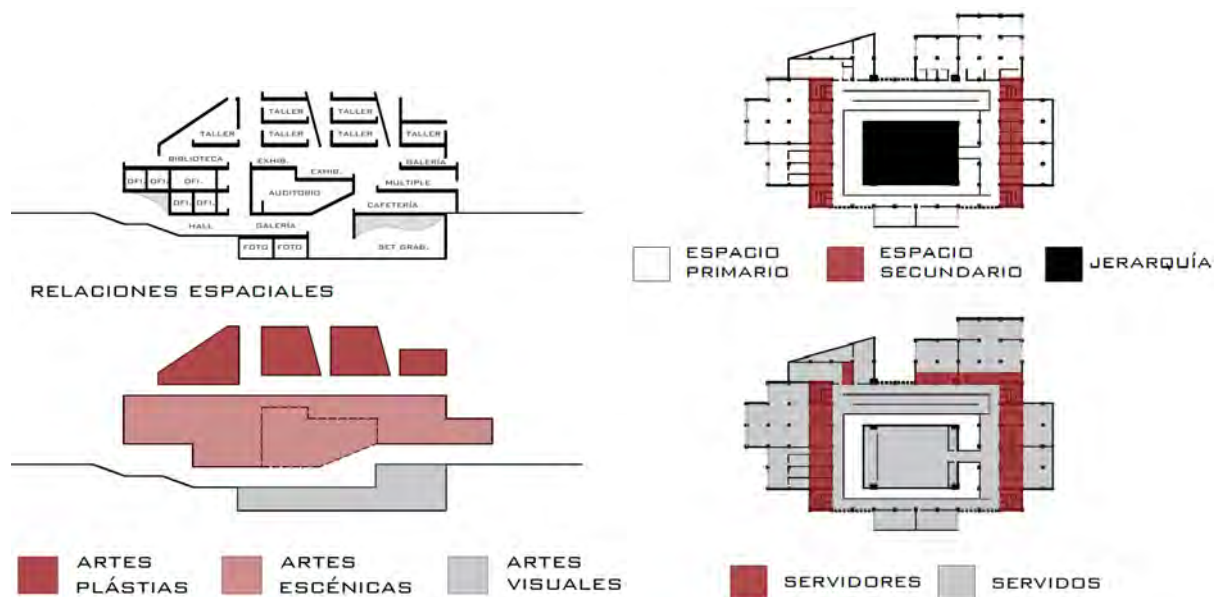 TALLER
TALLER
TALLER
TALLER
TALLER
TALLER
TALLER
BIBLIOTECA
EXHIB.
GALERÍA
EXHIB.
OFI.
OFI.
OFI.
MULTIPLE
AUDITORIO
OFI.
OFI.
CAFETERÍA
HALL
GALERÍA
FOTO
FOTO
SET GRAB.
RELACIONES ESPACIALES
ARTES
PLÁSTIAS
ARTES
ESCÉNICAS
ARTES
VISUALES
ESPACIO
PRIMARIO
ESPACIO
SECUNDARIO
JERARQUÍA
SERVIDORES
SERVIDOS